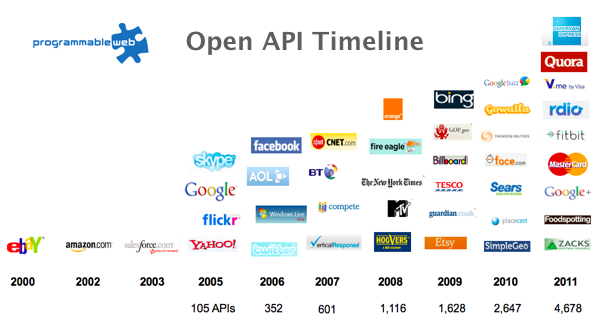 programmableweb
Open API Timeline
AMERICAN EXPRESS
Quora
Google buzz
V.me by Visa
bing
Gowalla
rdio
orange
GOP.gov
THOMSON REUTERS
fitbit
facebook
CNET.com
fire eagle
skype
Billboard
face.com
MasterCard
AOL
BT
The New York Times
TESCO
Sears
Google+
Google
Windows Live
compete
MTV
guardian.co.uk
placecast
Foodspotting
flickr
ebaY
amazon.com
salesforce.com
YAHOO!
twitter
VerticalResponse
HOOVERS
Etsy
SimpleGeo
ZACKS
2000 2002 2003 2005 2006 2007 2008 2009 2010 2011
105 APIs 352 601 1,116 1,628 2,647 4,678